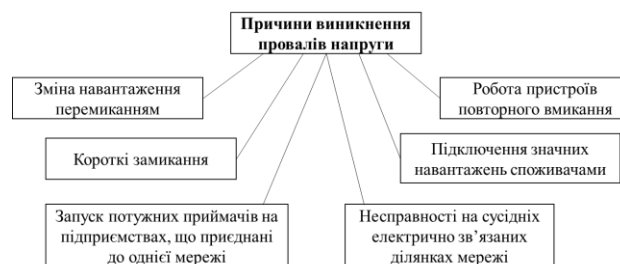 Причини виникнення
провалів напруги
Зміна навантаження
перемиканням
Робота пристроїв
повторного вмикання
Короткі замикання
Підключення значних
навантажень споживачами
Запуск потужних приймачів на
підприємствах, що приєднані
до однієї мережі
Несправності на сусідніх
електрично зв’язаних
ділянках мережі